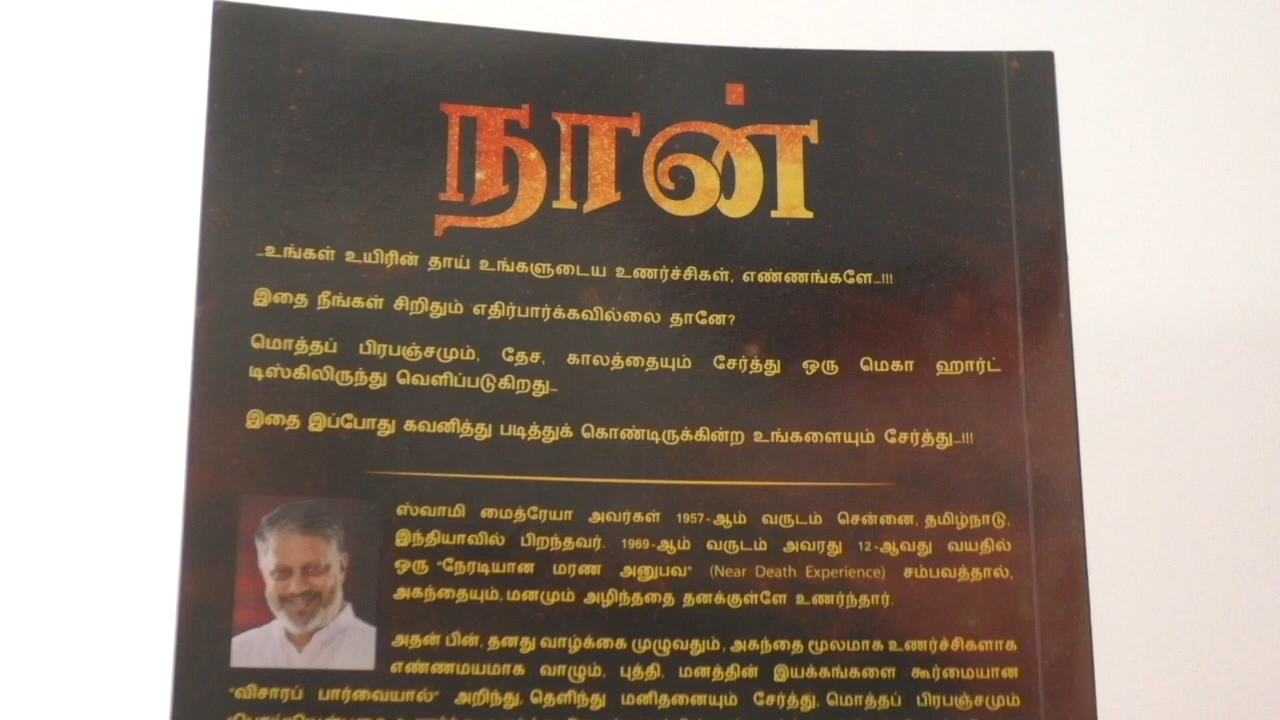 நான்
...உங்கள் உயிரின் தாய் உங்களுடைய உணர்ச்சிகள், எண்ணங்களே...!!!
இதை நீங்கள் சிறிதும் எதிர்பார்க்கவில்லை தானே?
மொத்தப் பிரபஞ்சமும், தேச, காலத்தையும் சேர்த்து ஒரு மெகா ஹார்ட்
டிஸ்கிலிருந்து வெளிப்படுகிறது...
இதை இப்போது கவனித்து படித்துக் கொண்டிருக்கின்ற உங்களையும் சேர்த்து...!!!
ஸ்வாமி மைத்ரேயா அவர்கள் 1957-ஆம் வருடம் சென்னை, தமிழ்நாடு,
இந்தியாவில் பிறந்தவர். 1969-ஆம் வருடம் அவரது 12-ஆவது வயதில்
ஒரு "நேரடியான மரண அனுபவ" (Near Death Experience) சம்பவத்தால்,
அகந்தையும், மனமும் அழிந்ததை தனக்குள்ளே உணர்ந்தார்.
அதன் பின், தனது வாழ்க்கை முழுவதும், அகந்தை மூலமாக உணர்ச்சிகளாக
எண்ணமயமாக வாழும், புத்தி, மனத்தின் இயக்கங்களை கூர்மையான
"விசாரப் பார்வையால்" அறிந்து, தெளிந்து மனிதனையும் சேர்த்து, மொத்தப் பிரபஞ்சமும்